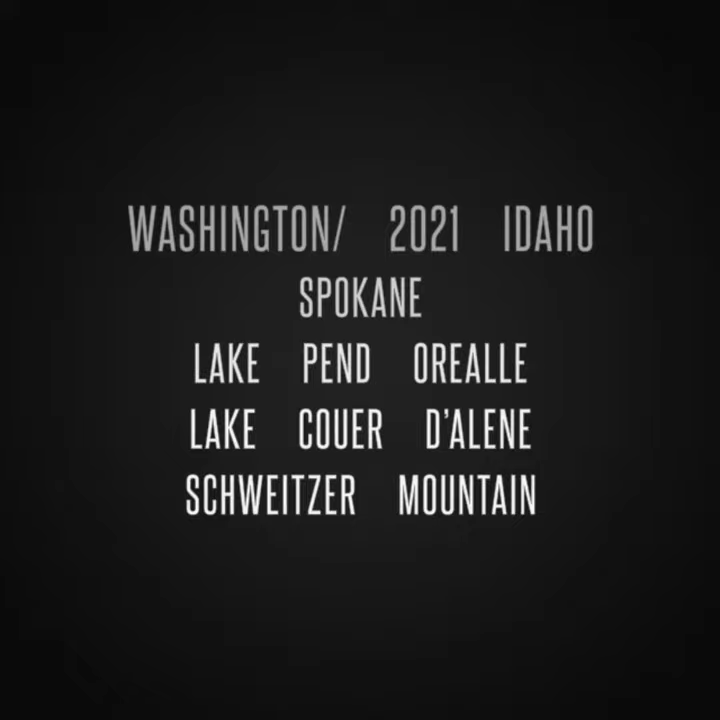 WASHINGTON/ 2021 IDAHO
SPOKANE
LAKE PEND OREALLE
LAKE COUER D'ALENE
SCHWEITZER MOUNTAIN